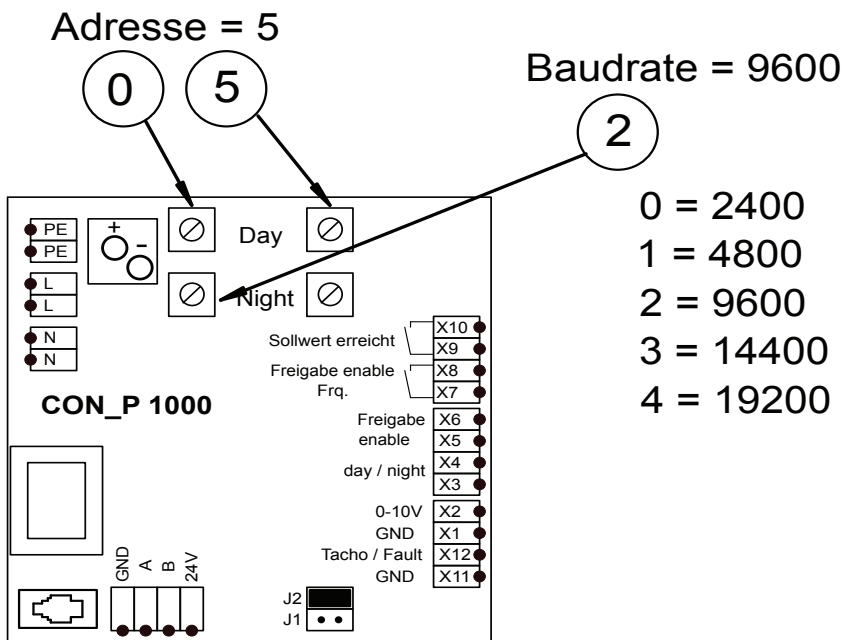 Adresse = 5
0 5
Baudrate = 9600
2
0 = 2400
1 = 4800
2 = 9600
3 = 14400
4 = 19200
PE
PE
+ -
Day
L
L
Night
N
N
CON_P 1000
Sollwert erreicht
X10
X9
Freigabe enable
Frq.
X8
X7
Freigabe
enable
X6
X5
day / night
X4
X3
0-10V X2
GND X1
Tacho / Fault X12
GND X11
GND
A
B
24V
J2
J1